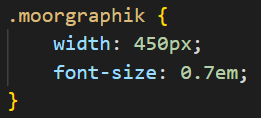 .moorgraphik {
    width: 450px;
    font-size: 0.7em;
}